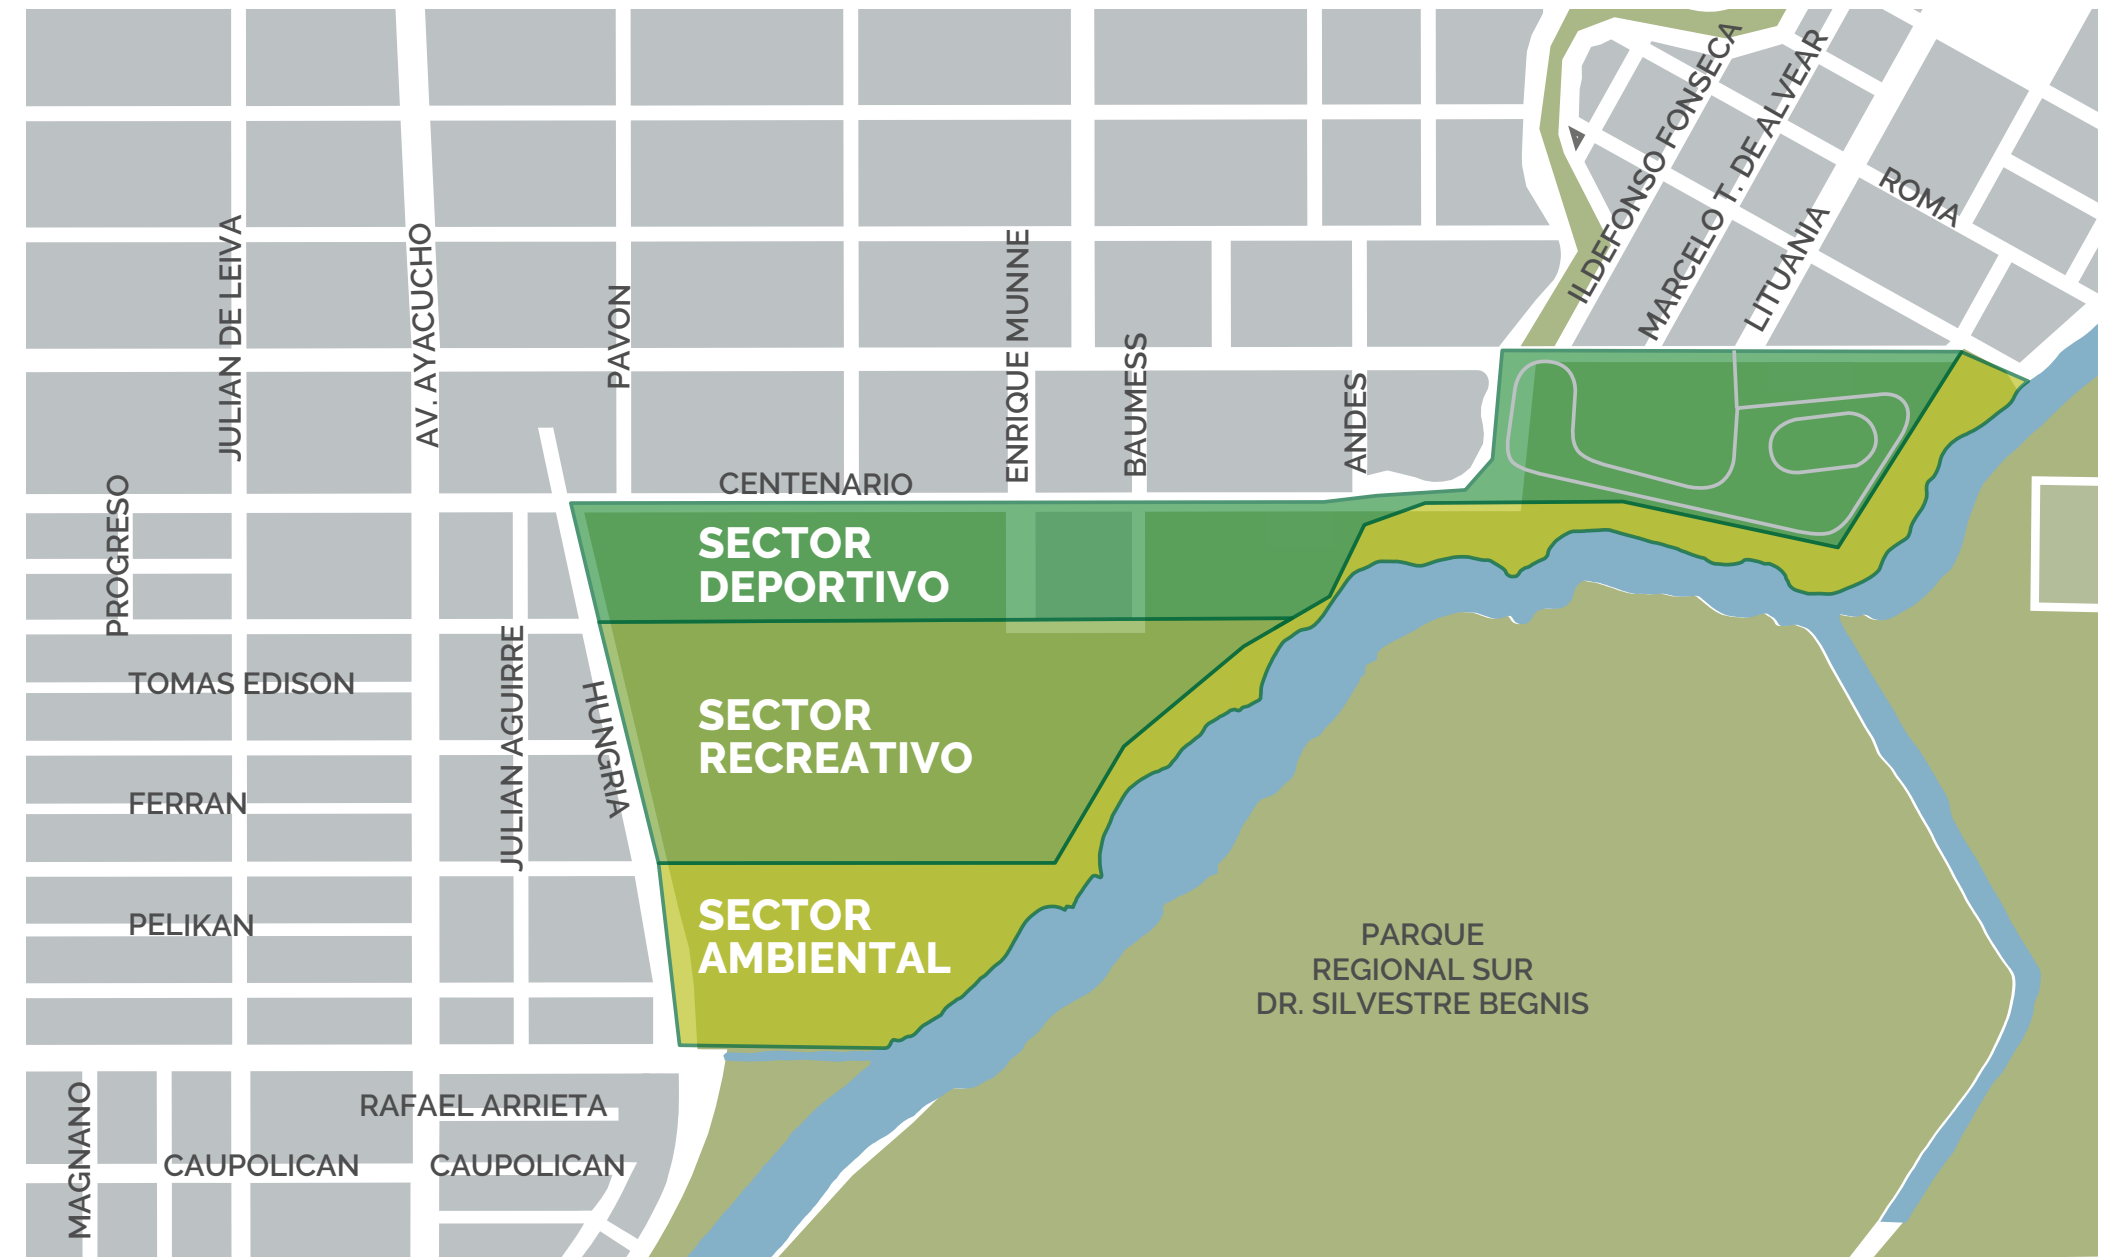 ILDEFONSO FONSECA
MARCELO T. DE ALVEAR
ROMA
LITUANIA
JULIAN DE LEIVA
AV. AYACUCHO
PAVON
ENRIQUE MUNNE
BAUMESS
ANDES
CENTENARIO
PROGRESO
SECTOR
DEPORTIVO
TOMAS EDISON
JULIAN AGUIRRE
HUNGRIA
SECTOR
RECREATIVO
FERRAN
PELIKAN
SECTOR
AMBIENTAL
PARQUE
REGIONAL SUR
DR. SILVESTRE BEGNIS
MAGNANO
RAFAEL ARRIETA
CAUPOLICAN
CAUPOLICAN